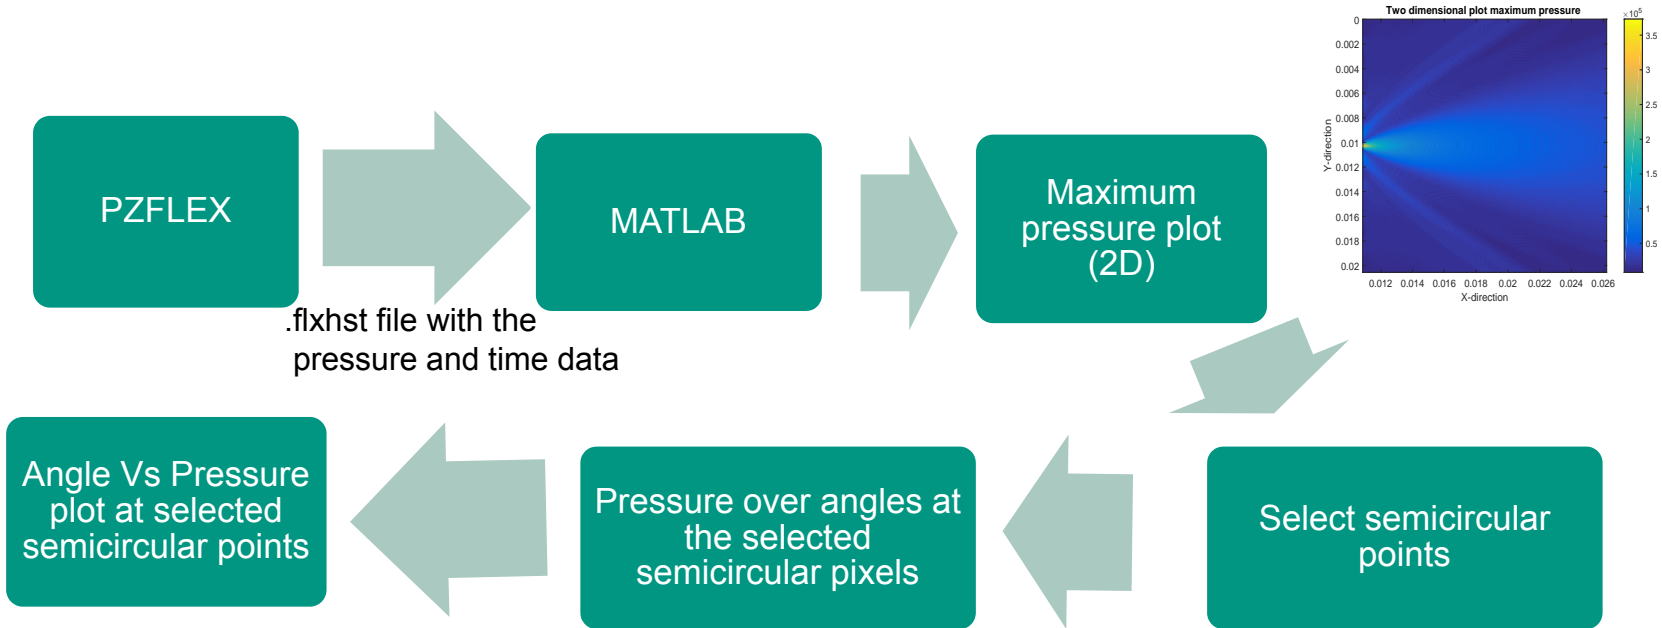 PZFLEX
.flxhst file with the
pressure and time data
MATLAB
Maximum
pressure plot
(2D)
Two dimensional plot maximum pressure
×10⁵
0
0.002
0.004
0.006
0.008
0.01
0.012
0.014
0.016
0.018
0.02
Y-direction
0.012 0.014 0.016 0.018 0.02 0.022 0.024 0.026
X-direction
3.5
3
2.5
2
1.5
1
0.5
Select semicircular
points
Pressure over angles at
the selected
semicircular pixels
Angle Vs Pressure
plot at selected
semicircular points